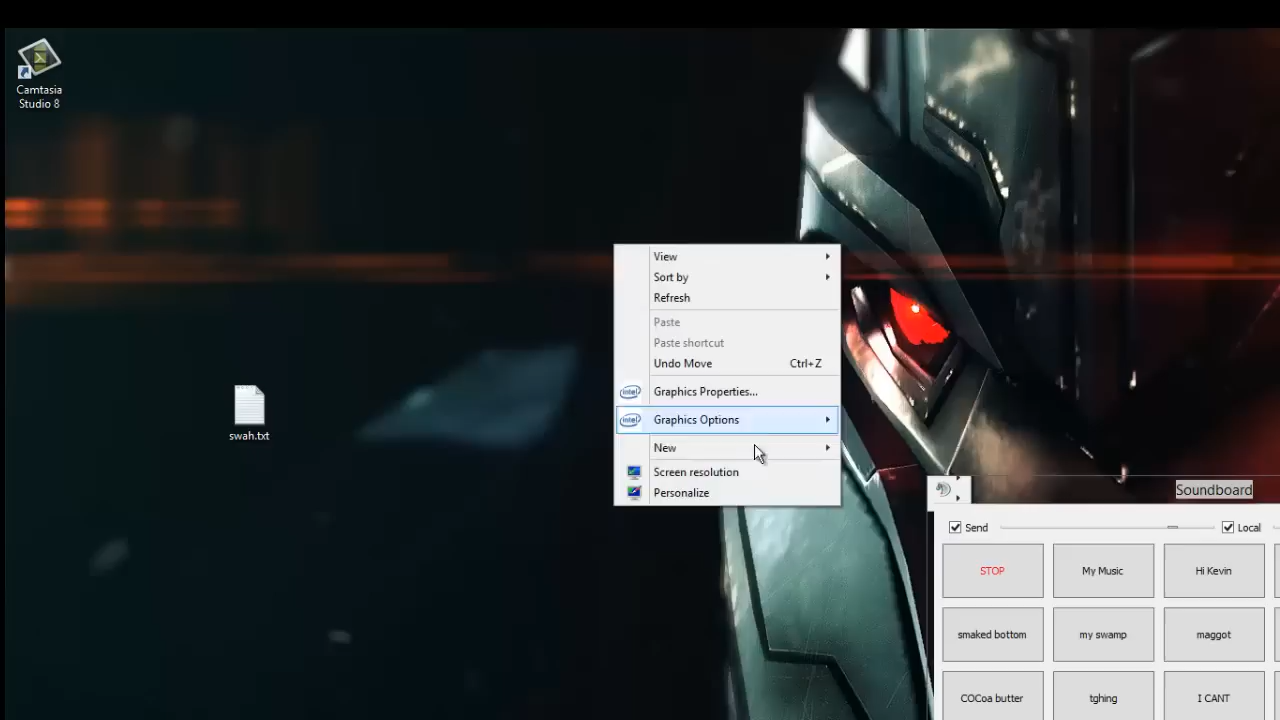 Camtasia
Studio 8
swah.txt
View
Sort by
Refresh
Paste
Paste shortcut
Undo Move Ctrl+Z
intel Graphics Properties...
intel Graphics Options
New
Screen resolution
Personalize
Soundboard
Send Local
STOP My Music Hi Kevin
smaked bottom my swamp maggot
COCoa butter tghing I CANT